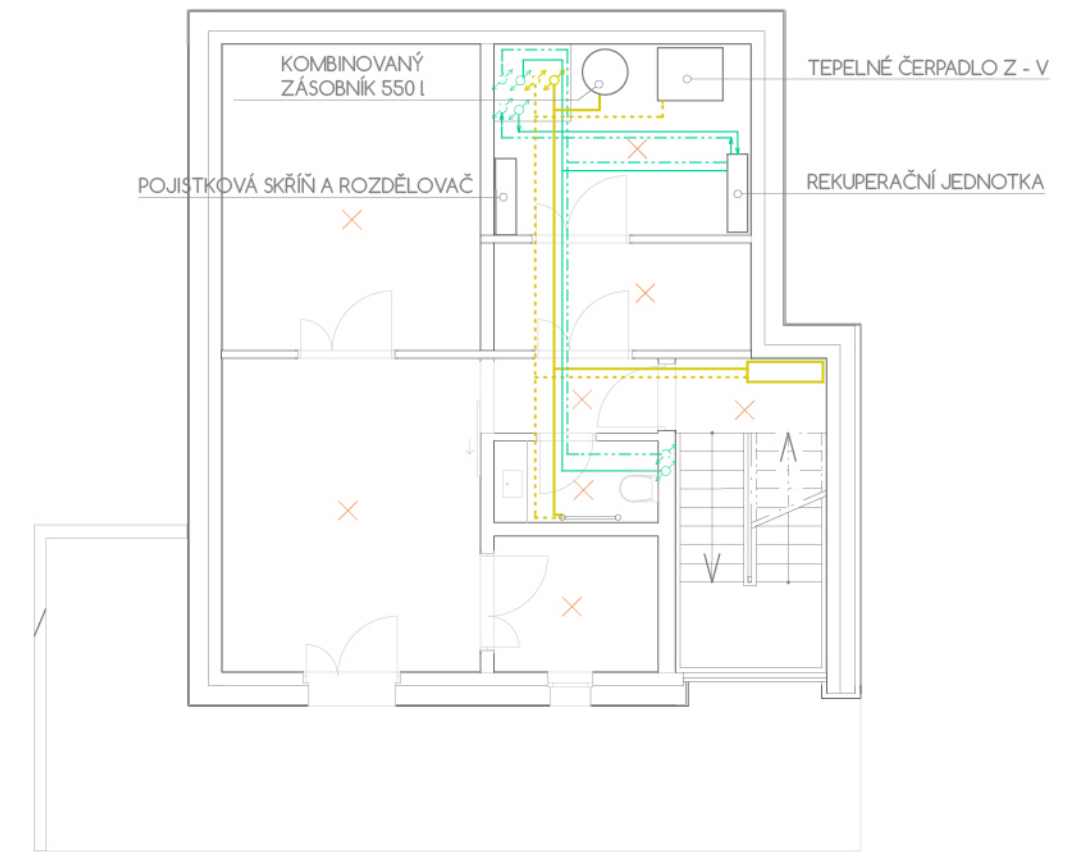 KOMBINOVANÝ
ZÁSOBNÍK 550 l
TEPELNÉ ČERPADLO Z - V
POJISTKOVÁ SKŘÍŇ A ROZDĚLOVAČ
REKUPERAČNÍ JEDNOTKA